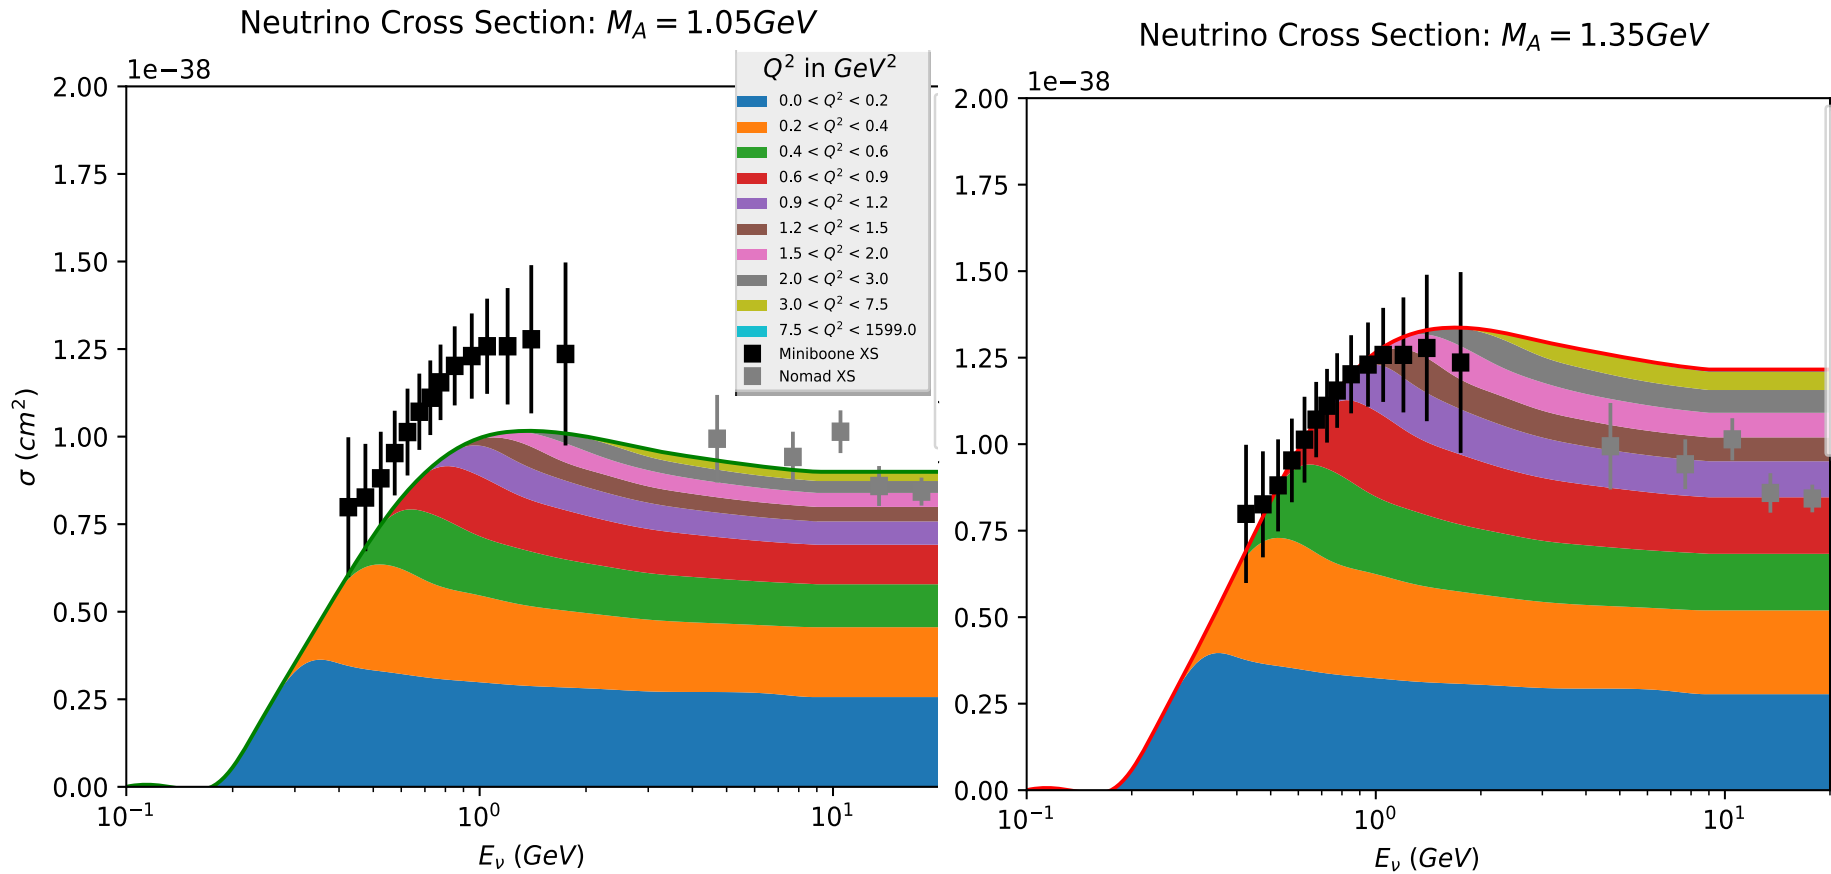 Neutrino Cross Section: M_A = 1.05GeV
1e−38
2.00
1.75
1.50
1.25
1.00
0.75
0.50
0.25
0.00
σ (cm²)
10⁻¹
10⁰
10¹
E_ν (GeV)
Q² in GeV²
0.0 < Q² < 0.2
0.2 < Q² < 0.4
0.4 < Q² < 0.6
0.6 < Q² < 0.9
0.9 < Q² < 1.2
1.2 < Q² < 1.5
1.5 < Q² < 2.0
2.0 < Q² < 3.0
3.0 < Q² < 7.5
7.5 < Q² < 1599.0
Miniboone XS
Nomad XS
Neutrino Cross Section: M_A = 1.35GeV
1e−38
2.00
1.75
1.50
1.25
1.00
0.75
0.50
0.25
0.00
10⁻¹
10⁰
10¹
E_ν (GeV)